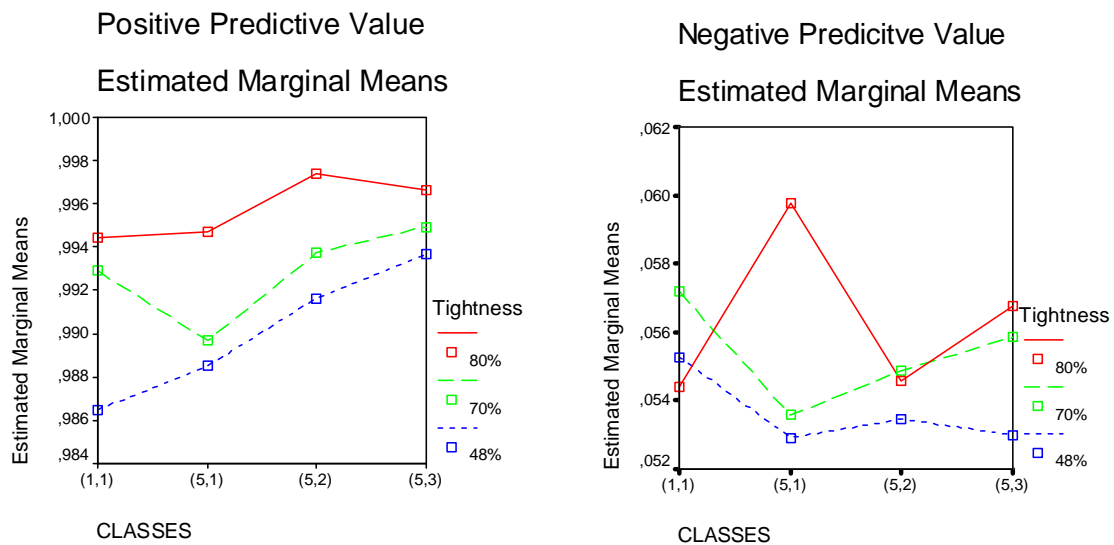 Positive Predictive Value
Estimated Marginal Means
Estimated Marginal Means
1,000
,998
,996
,994
,992
,990
,988
,986
,984
(1,1) (5,1) (5,2) (5,3)
CLASSES
Tightness
80%
70%
48%
Negative Predicitve Value
Estimated Marginal Means
Estimated Marginal Means
,062
,060
,058
,056
,054
,052
(1,1) (5,1) (5,2) (5,3)
CLASSES
Tightness
80%
70%
48%